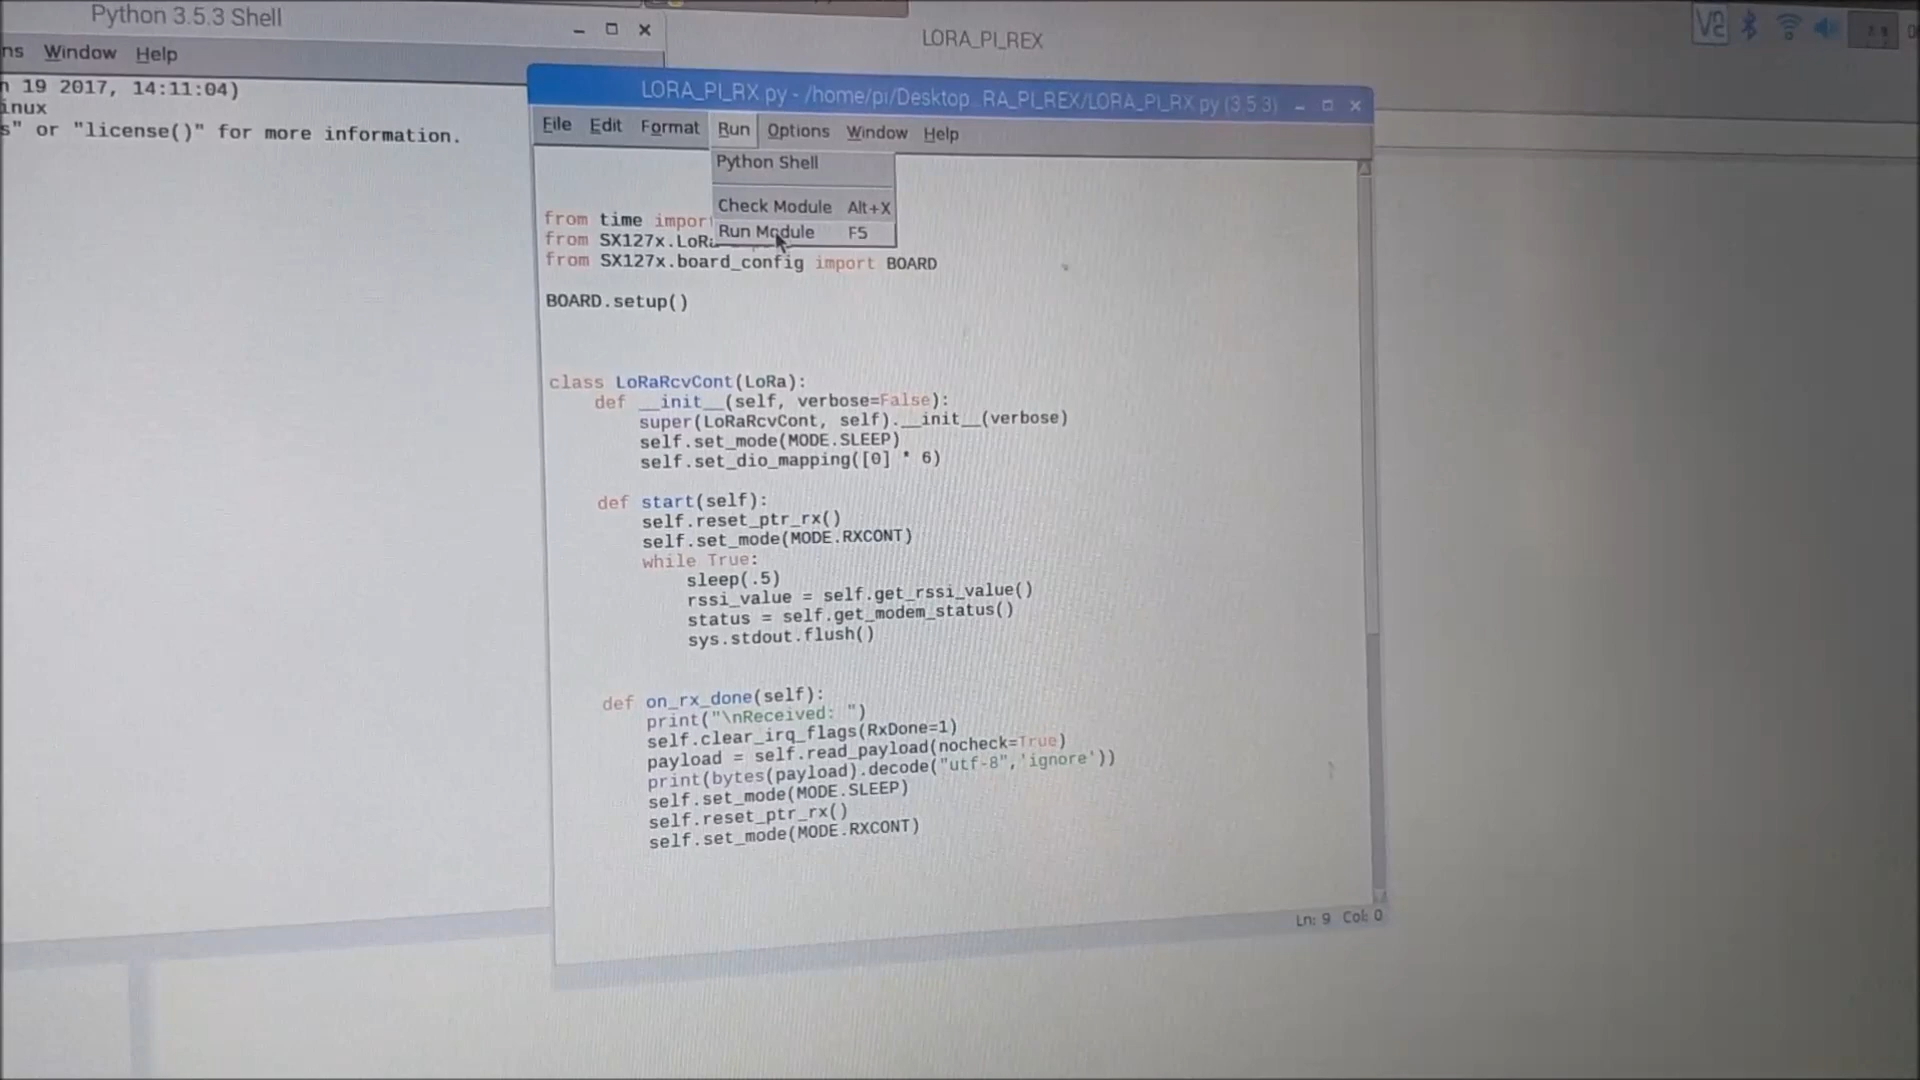 Python 3.5.3 Shell
ns Window Help
n 19 2017, 14:11:04)
inux
s" or "license()" for more information.
LORA_PI_REX
V2
LORA_PI_RX.py - /home/pi/Desktop...RA_PI_REX/LORA_PI_RX.py (3.5.3)
File Edit Format Run Options Window Help
Python Shell
Check Module Alt+X
Run Module F5
from time import
from SX127x.LoRa
from SX127x.board_config import BOARD
BOARD.setup()
class LoRaRcvCont(LoRa):
def __init__(self, verbose=False):
super(LoRaRcvCont, self).__init__(verbose)
self.set_mode(MODE.SLEEP)
self.set_dio_mapping([0] * 6)
def start(self):
self.reset_ptr_rx()
self.set_mode(MODE.RXCONT)
while True:
sleep(.5)
rssi_value = self.get_rssi_value()
status = self.get_modem_status()
sys.stdout.flush()
def on_rx_done(self):
print("\nReceived: ")
self.clear_irq_flags(RxDone=1)
payload = self.read_payload(nocheck=True)
print(bytes(payload).decode("utf-8",'ignore'))
self.set_mode(MODE.SLEEP)
self.reset_ptr_rx()
self.set_mode(MODE.RXCONT)
Ln: 9 Col: 0